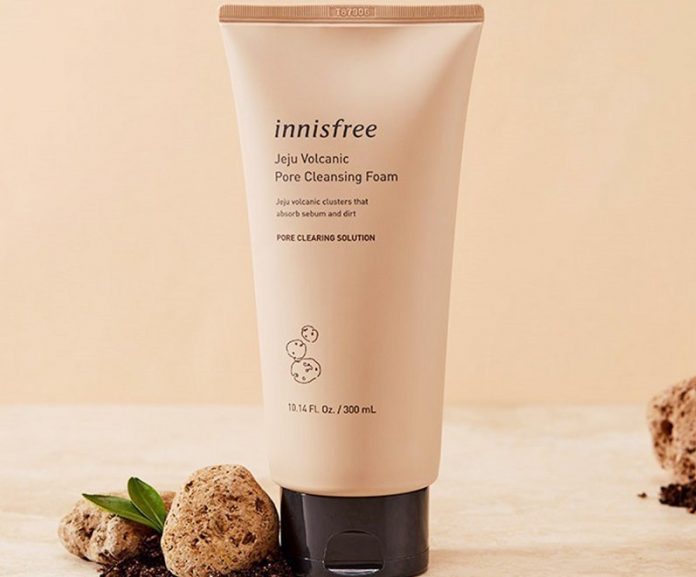 innisfree
Jeju Volcanic
Pore Cleansing Foam
Jeju volcanic clusters that
absorb sebum and dirt
PORE CLEARING SOLUTION
10.14 FL Oz. / 300 mL